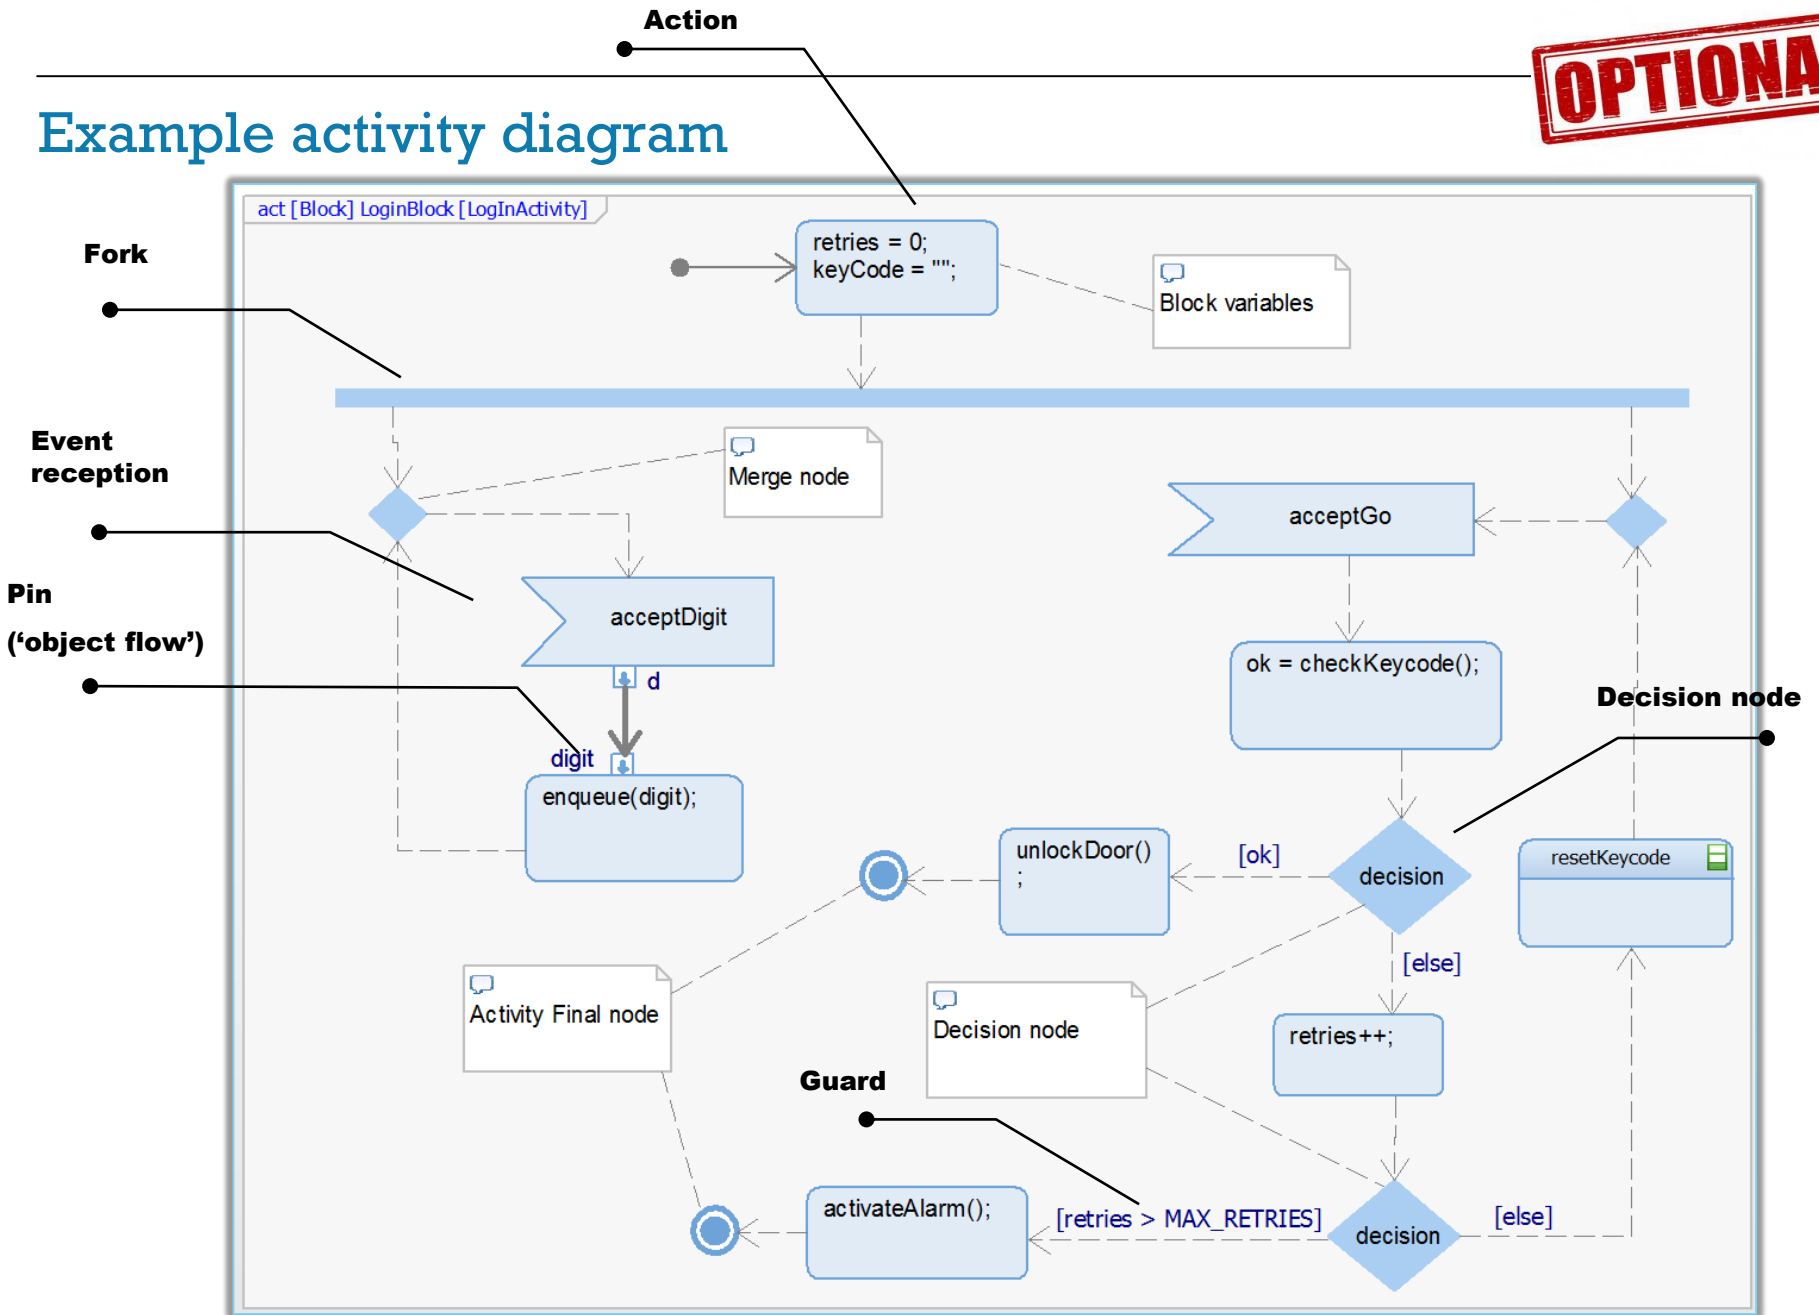 Action
OPTIONA
Example activity diagram
act [Block] LoginBlock [LogInActivity]
retries = 0;
keyCode = "";
Block variables
Fork
Event
reception
Merge node
acceptGo
Pin
('object flow')
acceptDigit
d
ok = checkKeycode();
Decision node
digit
enqueue(digit);
unlockDoor()
;
[ok]
decision
resetKeycode
[else]
Activity Final node
Decision node
retries++;
Guard
activateAlarm();
[retries > MAX_RETRIES]
decision
[else]